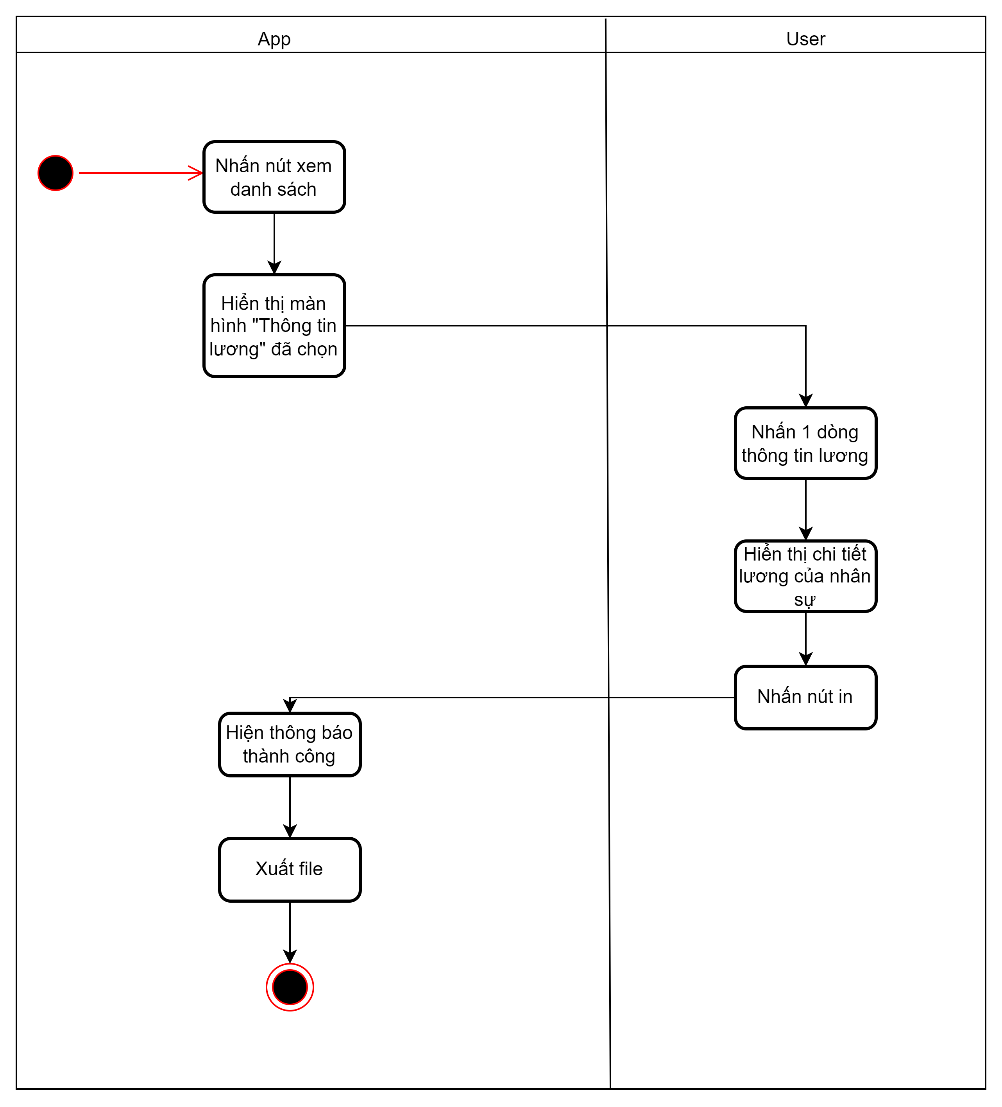 App
User
Nhấn nút xem
danh sách
Hiển thị màn
hình "Thông tin
lương" đã chọn
Nhấn 1 dòng
thông tin lương
Hiển thị chi tiết
lương của nhân
sự
Nhấn nút in
Hiện thông báo
thành công
Xuất file